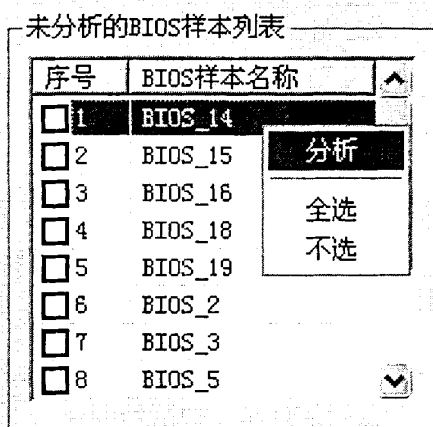 未分析的BIOS样本列表
序号 BIOS样本名称
1 BIOS_14
分析
2 BIOS_15
3 BIOS_16
全选
4 BIOS_18
不选
5 BIOS_19
6 BIOS_2
7 BIOS_3
8 BIOS_5